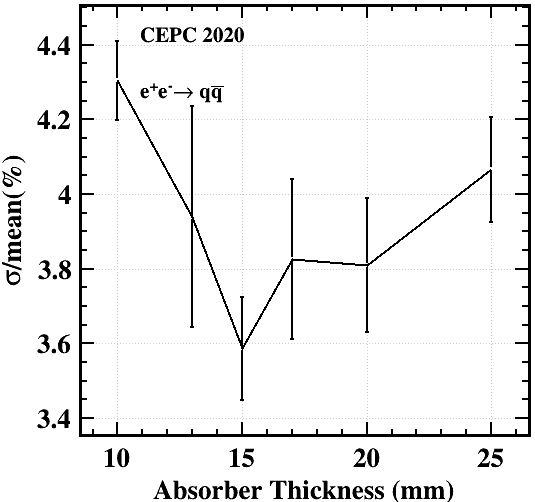 CEPC 2020
e⁺e⁻→ qq̅
σ/mean(%)
4.4
4.2
4
3.8
3.6
3.4
10 15 20 25
Absorber Thickness (mm)